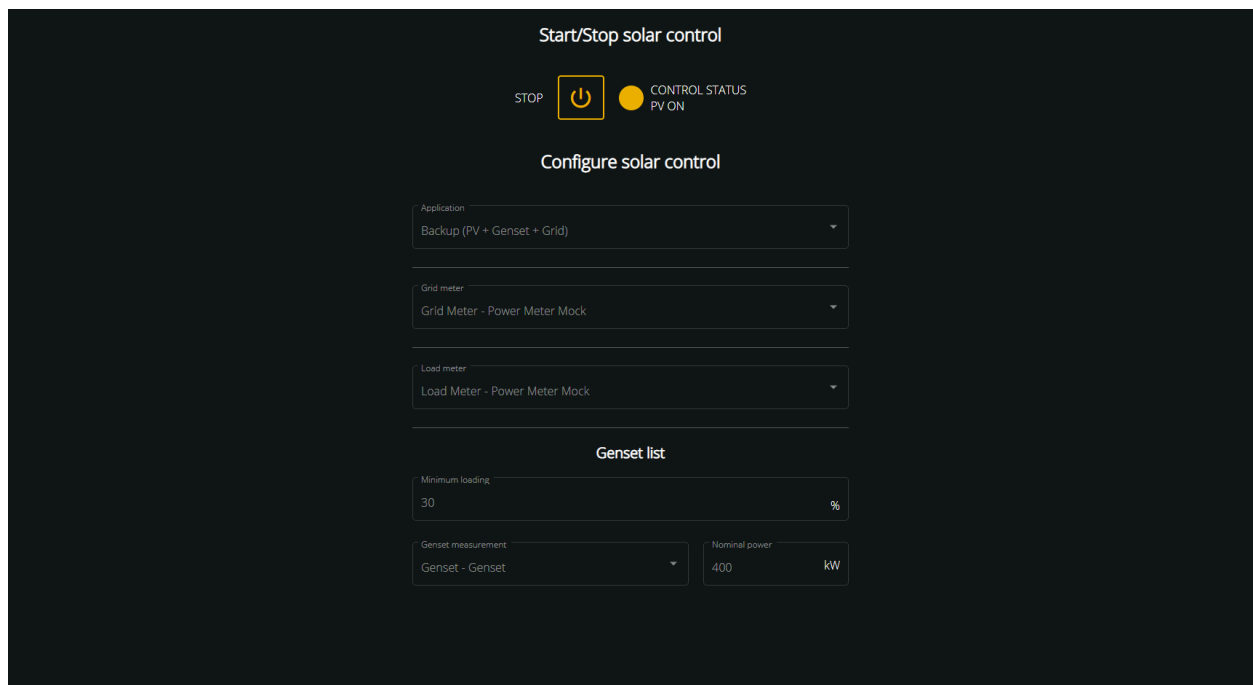 Start/Stop solar control
STOP
CONTROL STATUS
PV ON
Configure solar control
Application
Backup (PV + Genset + Grid)
Grid meter
Grid Meter - Power Meter Mock
Load meter
Load Meter - Power Meter Mock
Genset list
Minimum loading
30 %
Genset measurement
Genset - Genset
Nominal power
400 kW